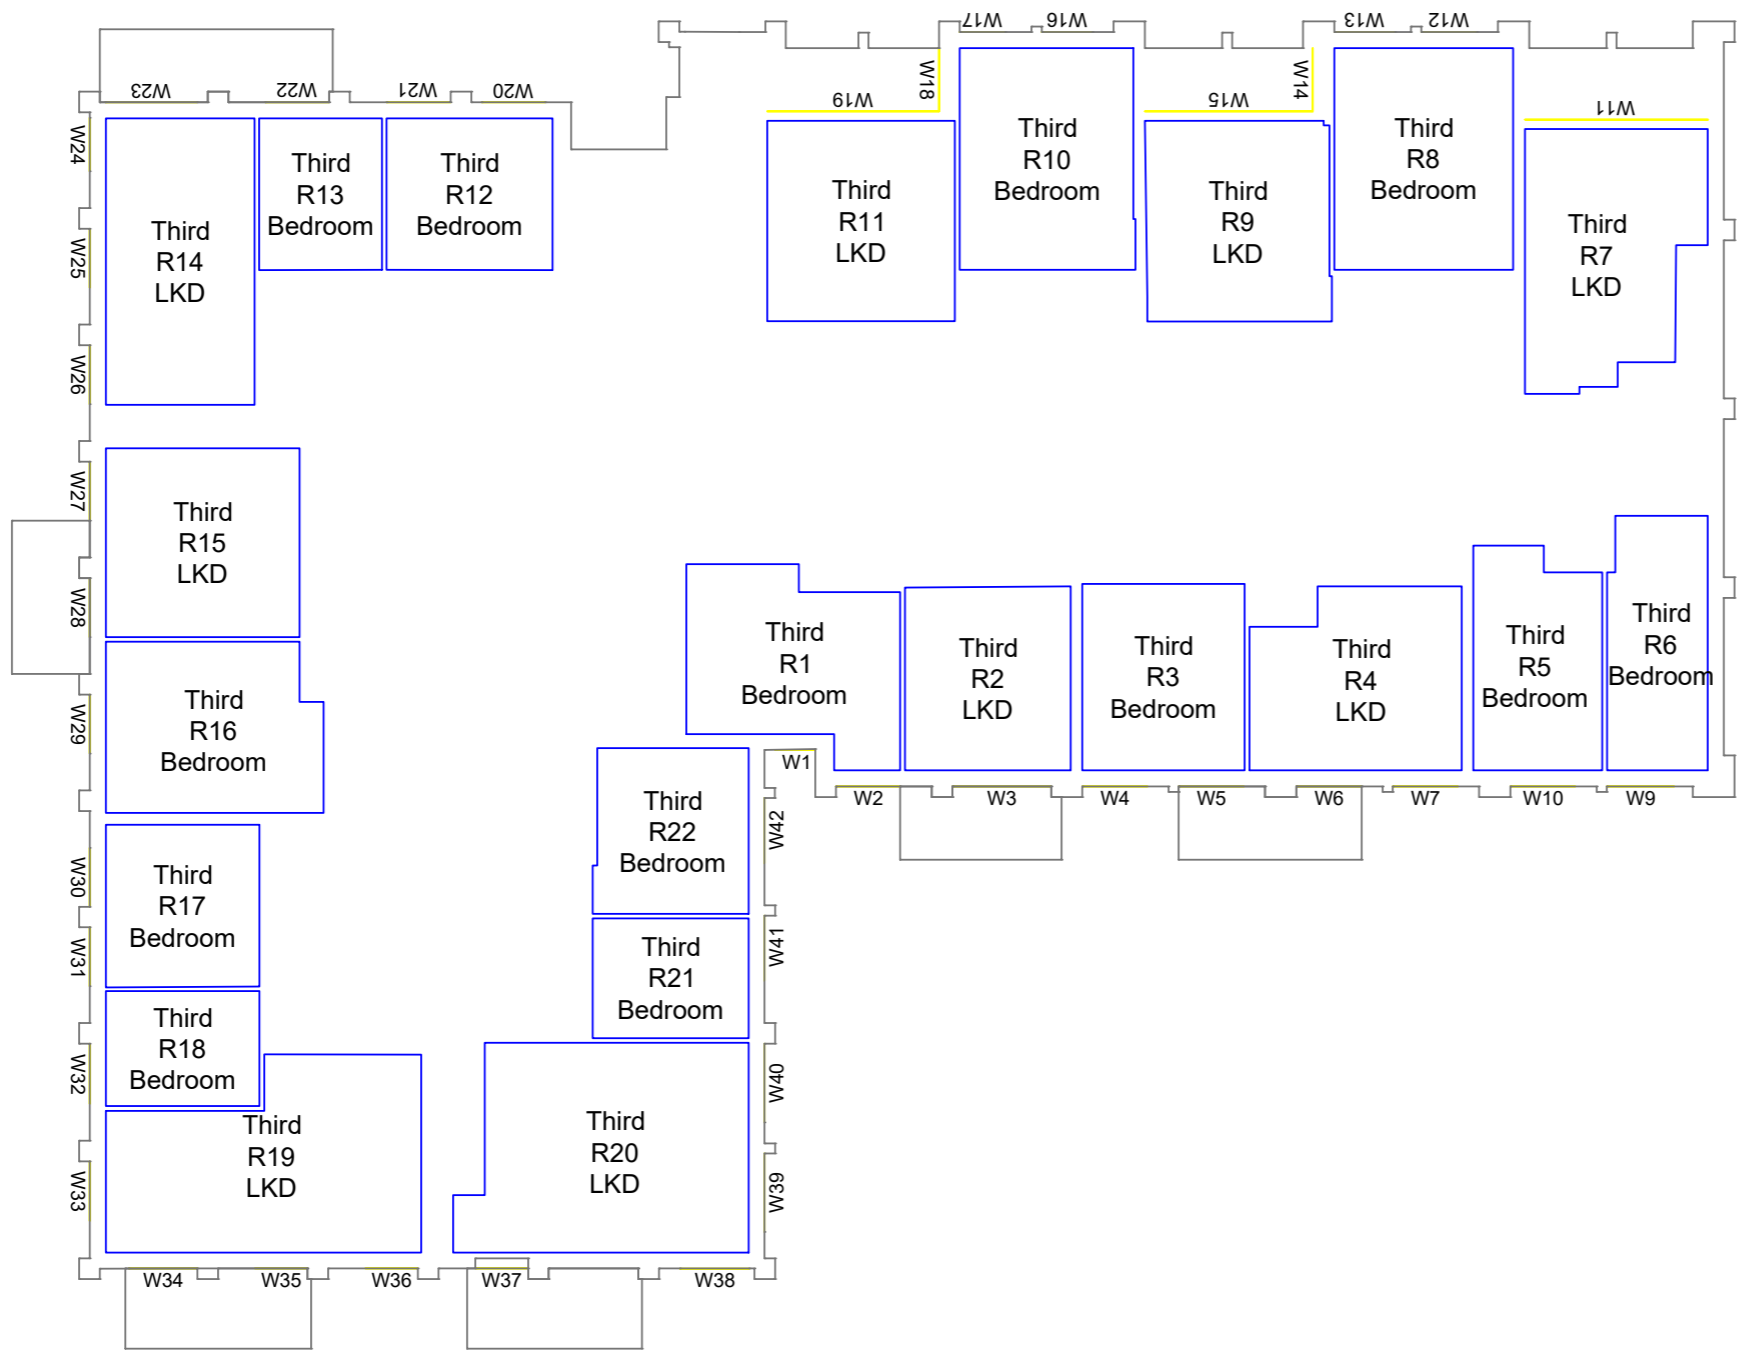 W17
W16
W13
W12
W23
W22
W21
W20
W19
W18
W15
W14
W11
W24
W25
W26
W27
W28
W29
W30
W31
W32
W33
Third
R14
LKD
Third
R13
Bedroom
Third
R12
Bedroom
Third
R11
LKD
Third
R10
Bedroom
Third
R9
LKD
Third
R8
Bedroom
Third
R7
LKD
Third
R15
LKD
Third
R16
Bedroom
Third
R1
Bedroom
Third
R2
LKD
Third
R3
Bedroom
Third
R4
LKD
Third
R5
Bedroom
Third
R6
Bedroom
W1
W2
W3
W4
W5
W6
W7
W10
W9
Third
R22
Bedroom
W42
Third
R17
Bedroom
Third
R21
Bedroom
W41
Third
R18
Bedroom
Third
R19
LKD
Third
R20
LKD
W40
W39
W34
W35
W36
W37
W38